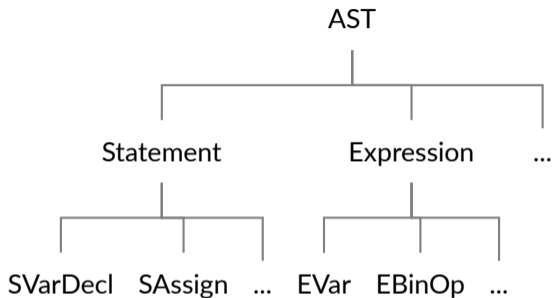 AST
Statement Expression ...
SVarDecl SAssign ... EVar EBinOp ...